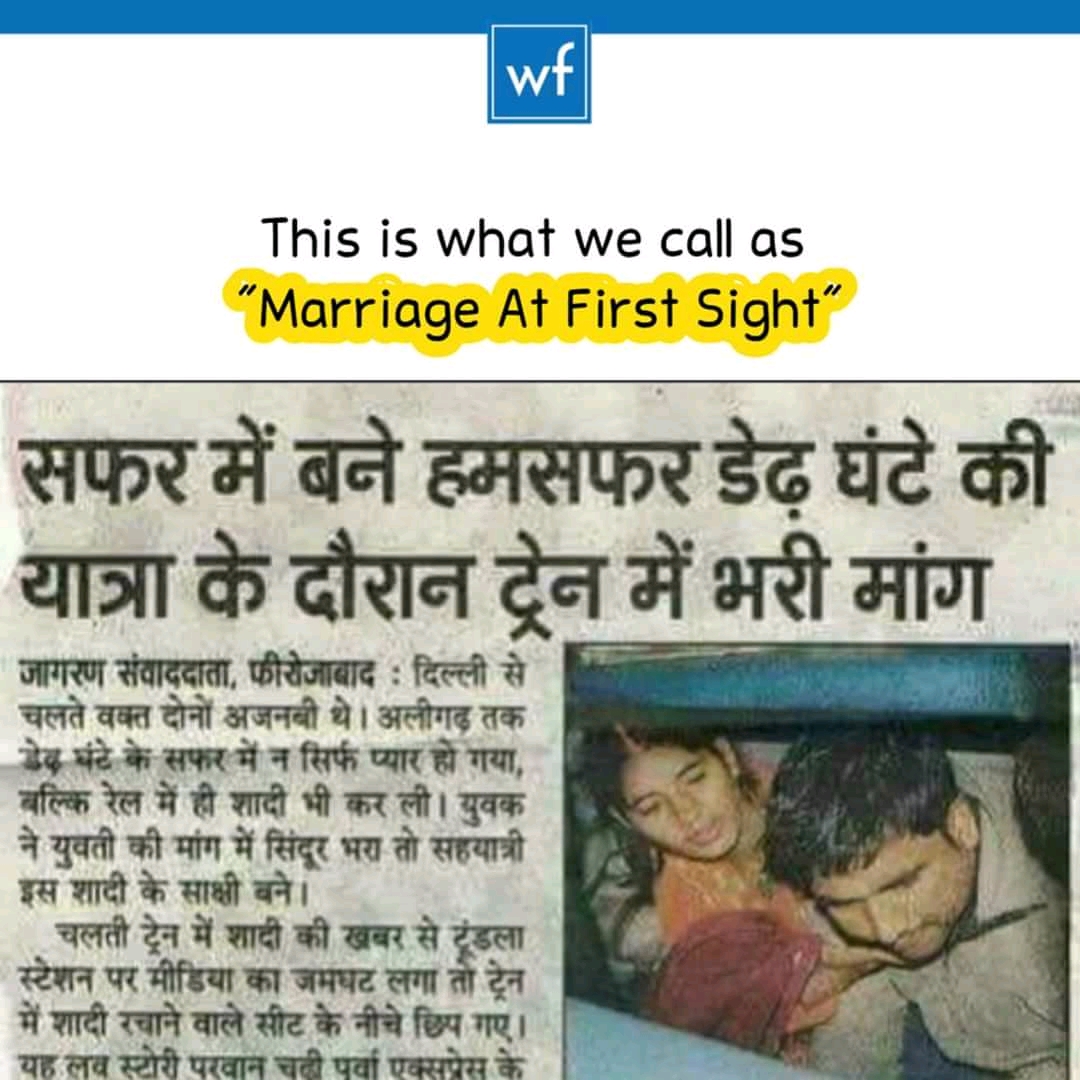 wf
This is what we call as
“Marriage At First Sight”
सफर में बने हमसफर डेढ़ घंटे की
यात्रा के दौरान ट्रेन में भरी मांग
जागरण संवाददाता, फीरोजाबाद : दिल्ली से
चलते वक्त दोनों अजनबी थे। अलीगढ़ तक
डेढ़ घंटे के सफर में न सिर्फ प्यार हो गया,
बल्कि रेल में ही शादी भी कर ली। युवक
ने युवती की मांग में सिंदूर भरा तो सहयात्री
इस शादी के साक्षी बने।
चलती ट्रेन में शादी की खबर से टूंडला
स्टेशन पर मीडिया का जमघट लगा तो ट्रेन
में शादी रचाने वाले सीट के नीचे छिप गए।
यह लव स्टोरी परवान चढ़ी पूर्वा एक्सप्रेस के